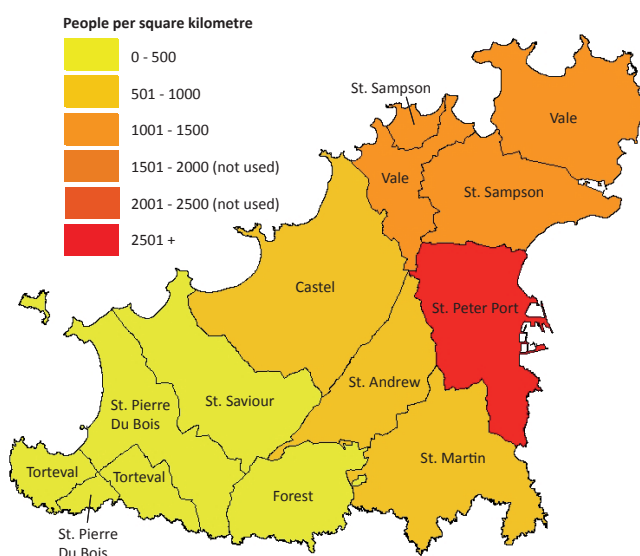 People per square kilometre
0 - 500
501 - 1000
1001 - 1500
1501 - 2000 (not used)
2001 - 2500 (not used)
2501 +
St. Sampson
Vale
Vale
St. Sampson
Castel
St. Peter Port
St. Andrew
St. Saviour
St. Pierre
Du Bois
St. Martin
Torteval
Torteval
Forest
St. Pierre
Du Bois